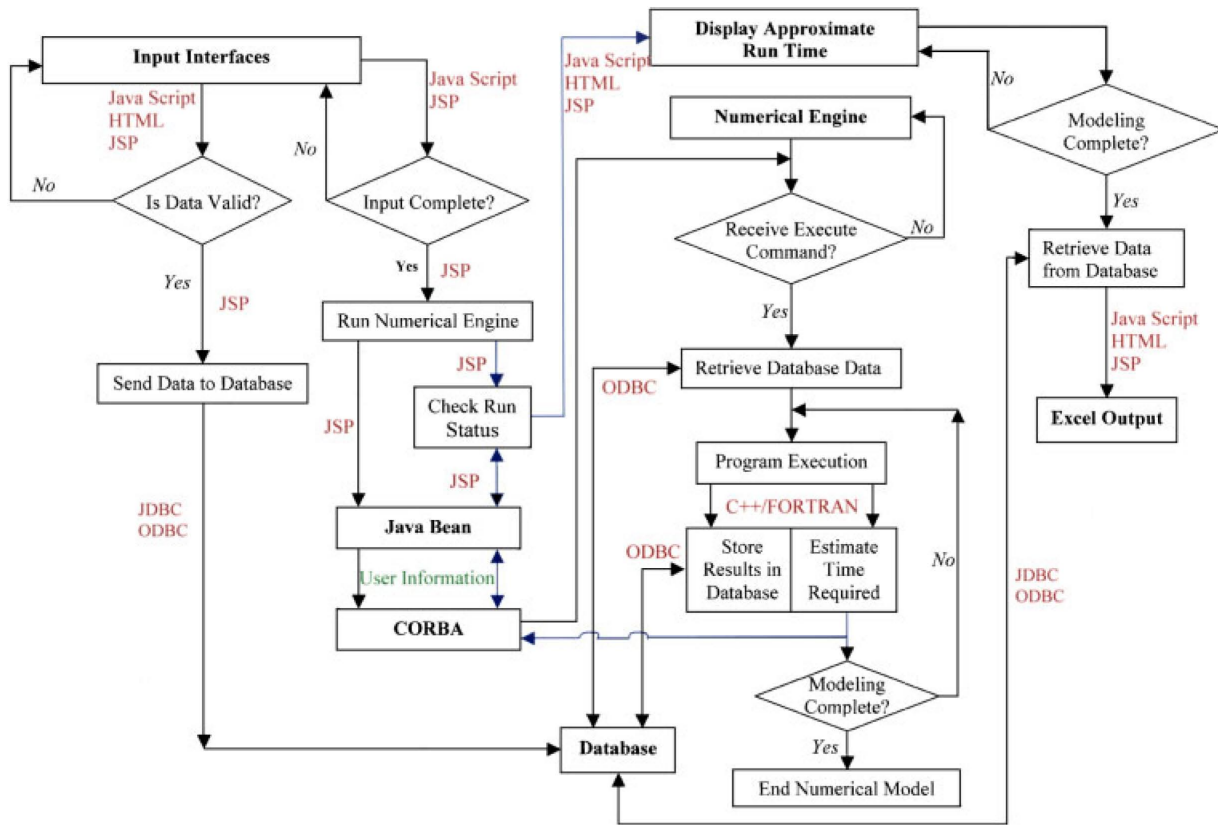 Input Interfaces
Java Script
HTML
JSP
No
Is Data Valid?
Yes
JSP
Send Data to Database
JDBC
ODBC
Java Script
JSP
No
Input Complete?
Yes
JSP
Run Numerical Engine
JSP
JSP
Check Run
Status
JSP
Java Bean
User Information
CORBA
Java Script
HTML
JSP
Display Approximate
Run Time
Numerical Engine
Receive Execute
Command?
No
Yes
ODBC
Retrieve Database Data
Program Execution
C++/FORTRAN
ODBC
Store
Results in
Database
Estimate
Time
Required
No
Modeling
Complete?
Yes
End Numerical Model
Database
No
Modeling
Complete?
Yes
Retrieve Data
from Database
Java Script
HTML
JSP
Excel Output
JDBC
ODBC